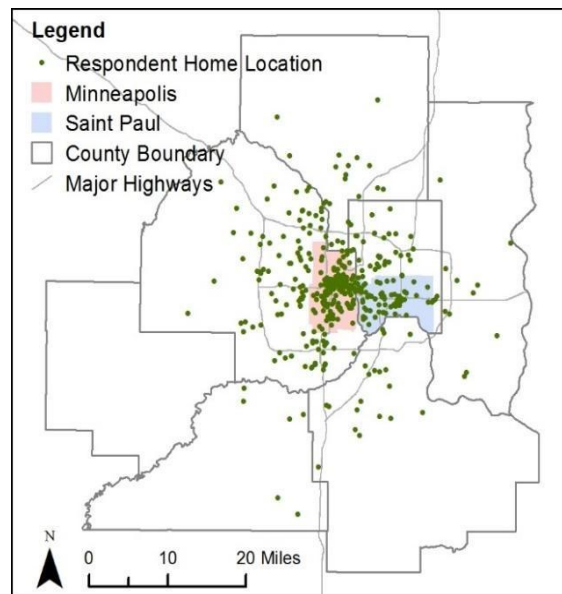 Legend
Respondent Home Location
Minneapolis
Saint Paul
County Boundary
Major Highways
N
0 10 20 Miles